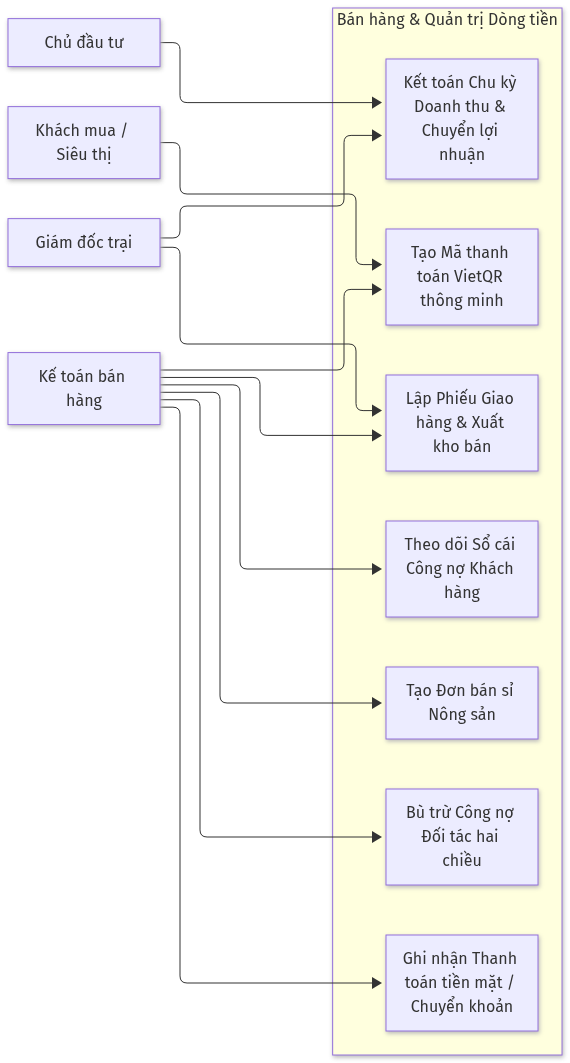 Bán hàng & Quản trị Dòng tiền
Chủ đầu tư
Khách mua /
Siêu thị
Giám đốc trại
Kế toán bán
hàng
Kết toán Chu kỳ
Doanh thu &
Chuyển lợi
nhuận
Tạo Mã thanh
toán VietQR
thông minh
Lập Phiếu Giao
hàng & Xuất
kho bán
Theo dõi Sổ cái
Công nợ Khách
hàng
Tạo Đơn bán sỉ
Nông sản
Bù trừ Công nợ
Đối tác hai
chiều
Ghi nhận Thanh
toán tiền mặt /
Chuyển khoản